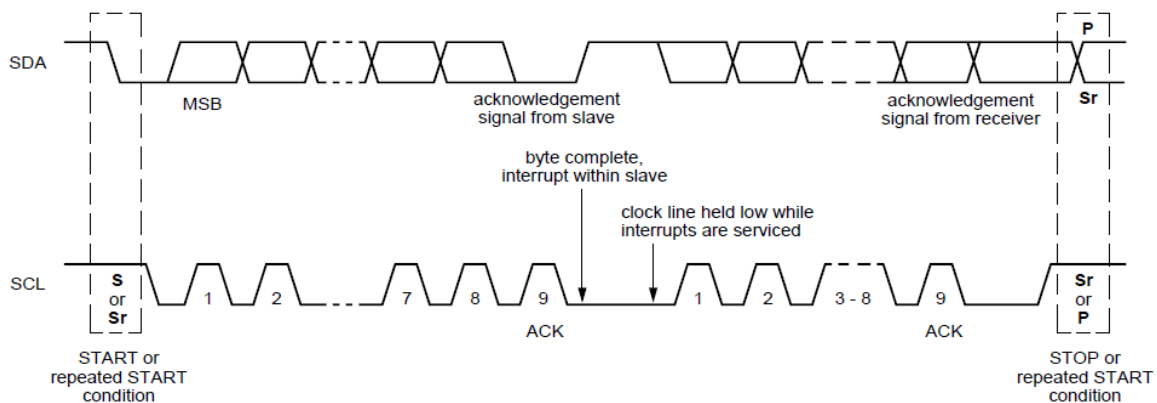 P
SDA
MSB
acknowledgement
signal from slave
acknowledgement
signal from receiver
Sr
byte complete,
interrupt within slave
clock line held low while
interrupts are serviced
SCL
S
or
Sr
1
2
7
8
9
1
2
3 - 8
9
Sr
or
P
ACK
ACK
START or
repeated START
condition
STOP or
repeated START
condition